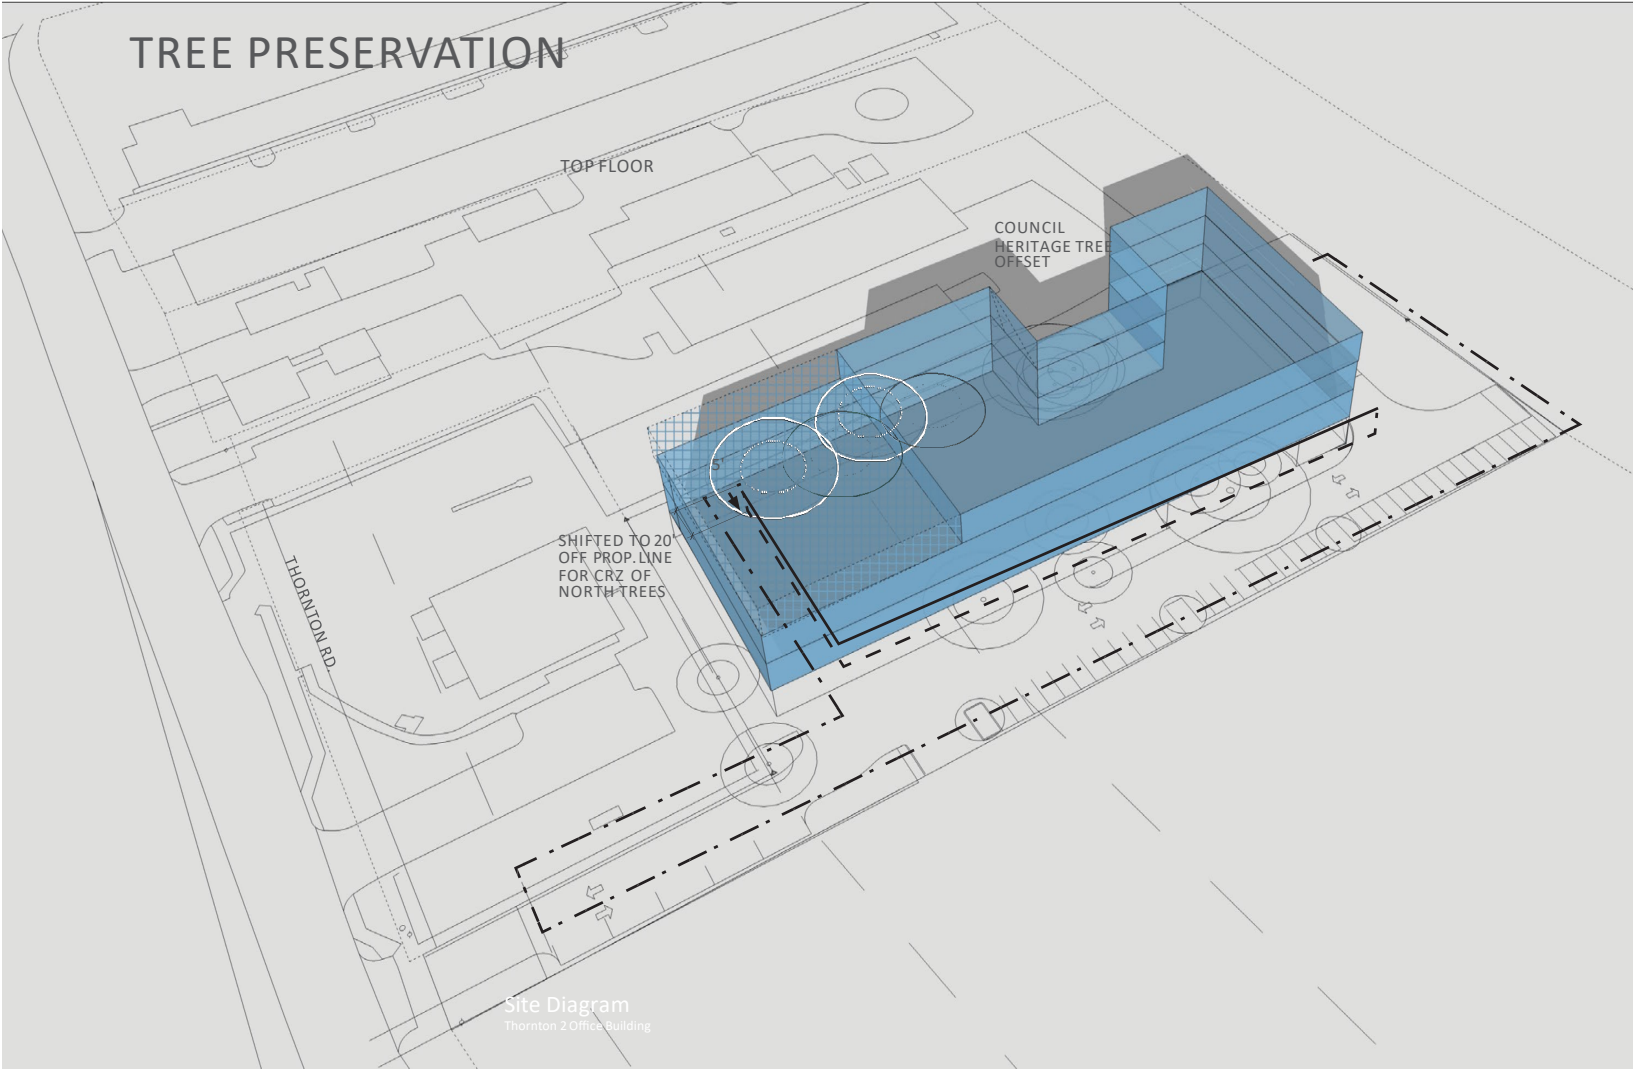 TREE PRESERVATION
TOP FLOOR
COUNCIL
HERITAGE TREE
OFFSET
5'
SHIFTED TO 20'
OFF PROP. LINE
FOR CRZ OF
NORTH TREES
THORNTON RD.
Site Diagram
Thornton 2 Office Building